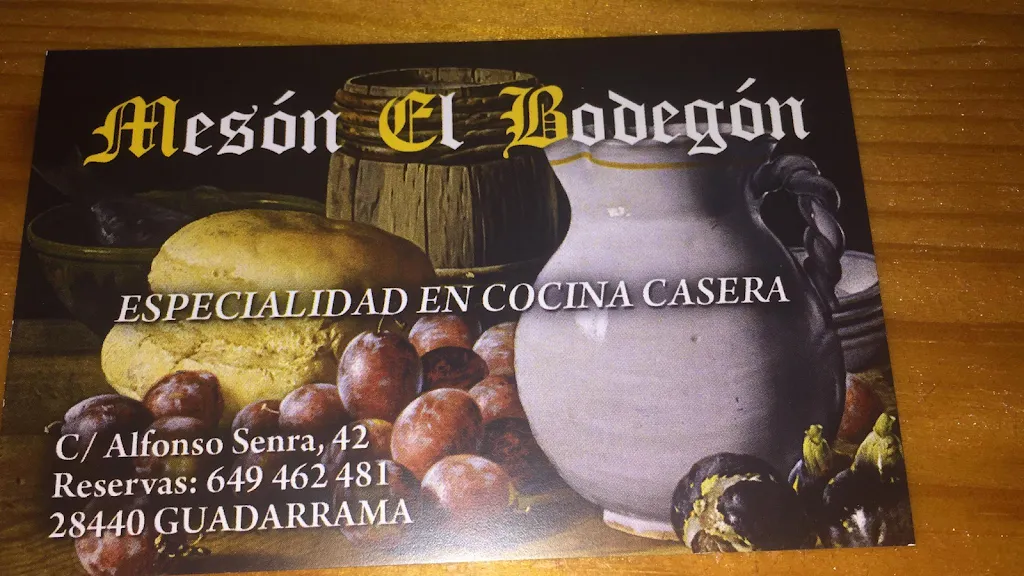 Mesón El Bodegón
ESPECIALIDAD EN COCINA CASERA
C/ Alfonso Senra, 42
Reservas: 649 462 481
28440 GUADARRAMA